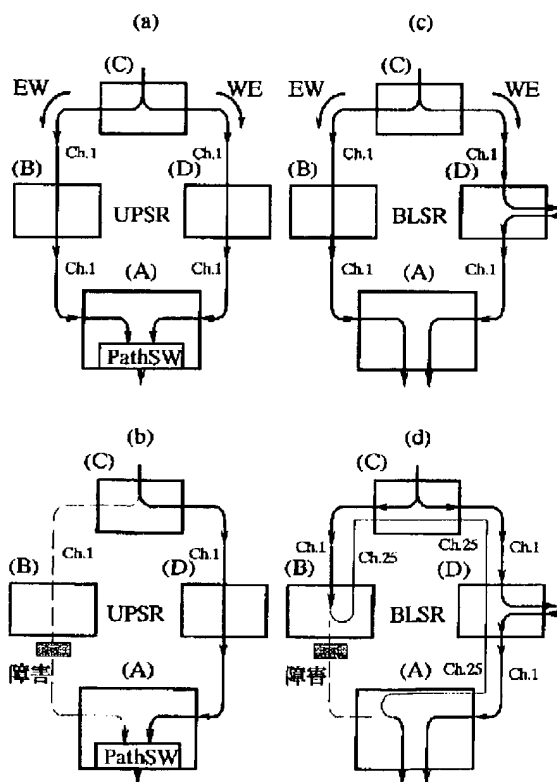 (a)
(c)
(C)
EW
WE
(C)
EW
WE
Ch.1
Ch.1
Ch.1
Ch.1
(B)
(D)
(B)
(D)
UPSR
BLSR
Ch.1
(A)
Ch.1
Ch.1
(A)
Ch.1
PathSW
(b)
(d)
(C)
(C)
Ch.1
Ch.1
Ch.1
Ch.25
Ch.25
Ch.1
(B)
(D)
(B)
(D)
UPSR
BLSR
障害
(A)
障害
(A)
Ch.25
Ch.1
PathSW